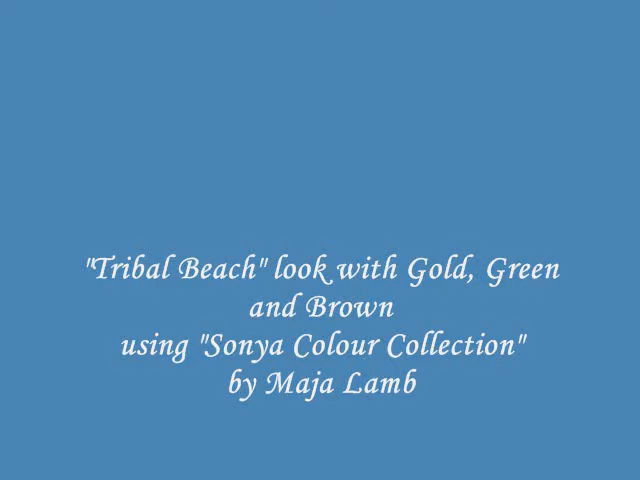 "Tribal Beach" look with Gold, Green
and Brown
using "Sonya Colour Collection"
by Maja Lamb